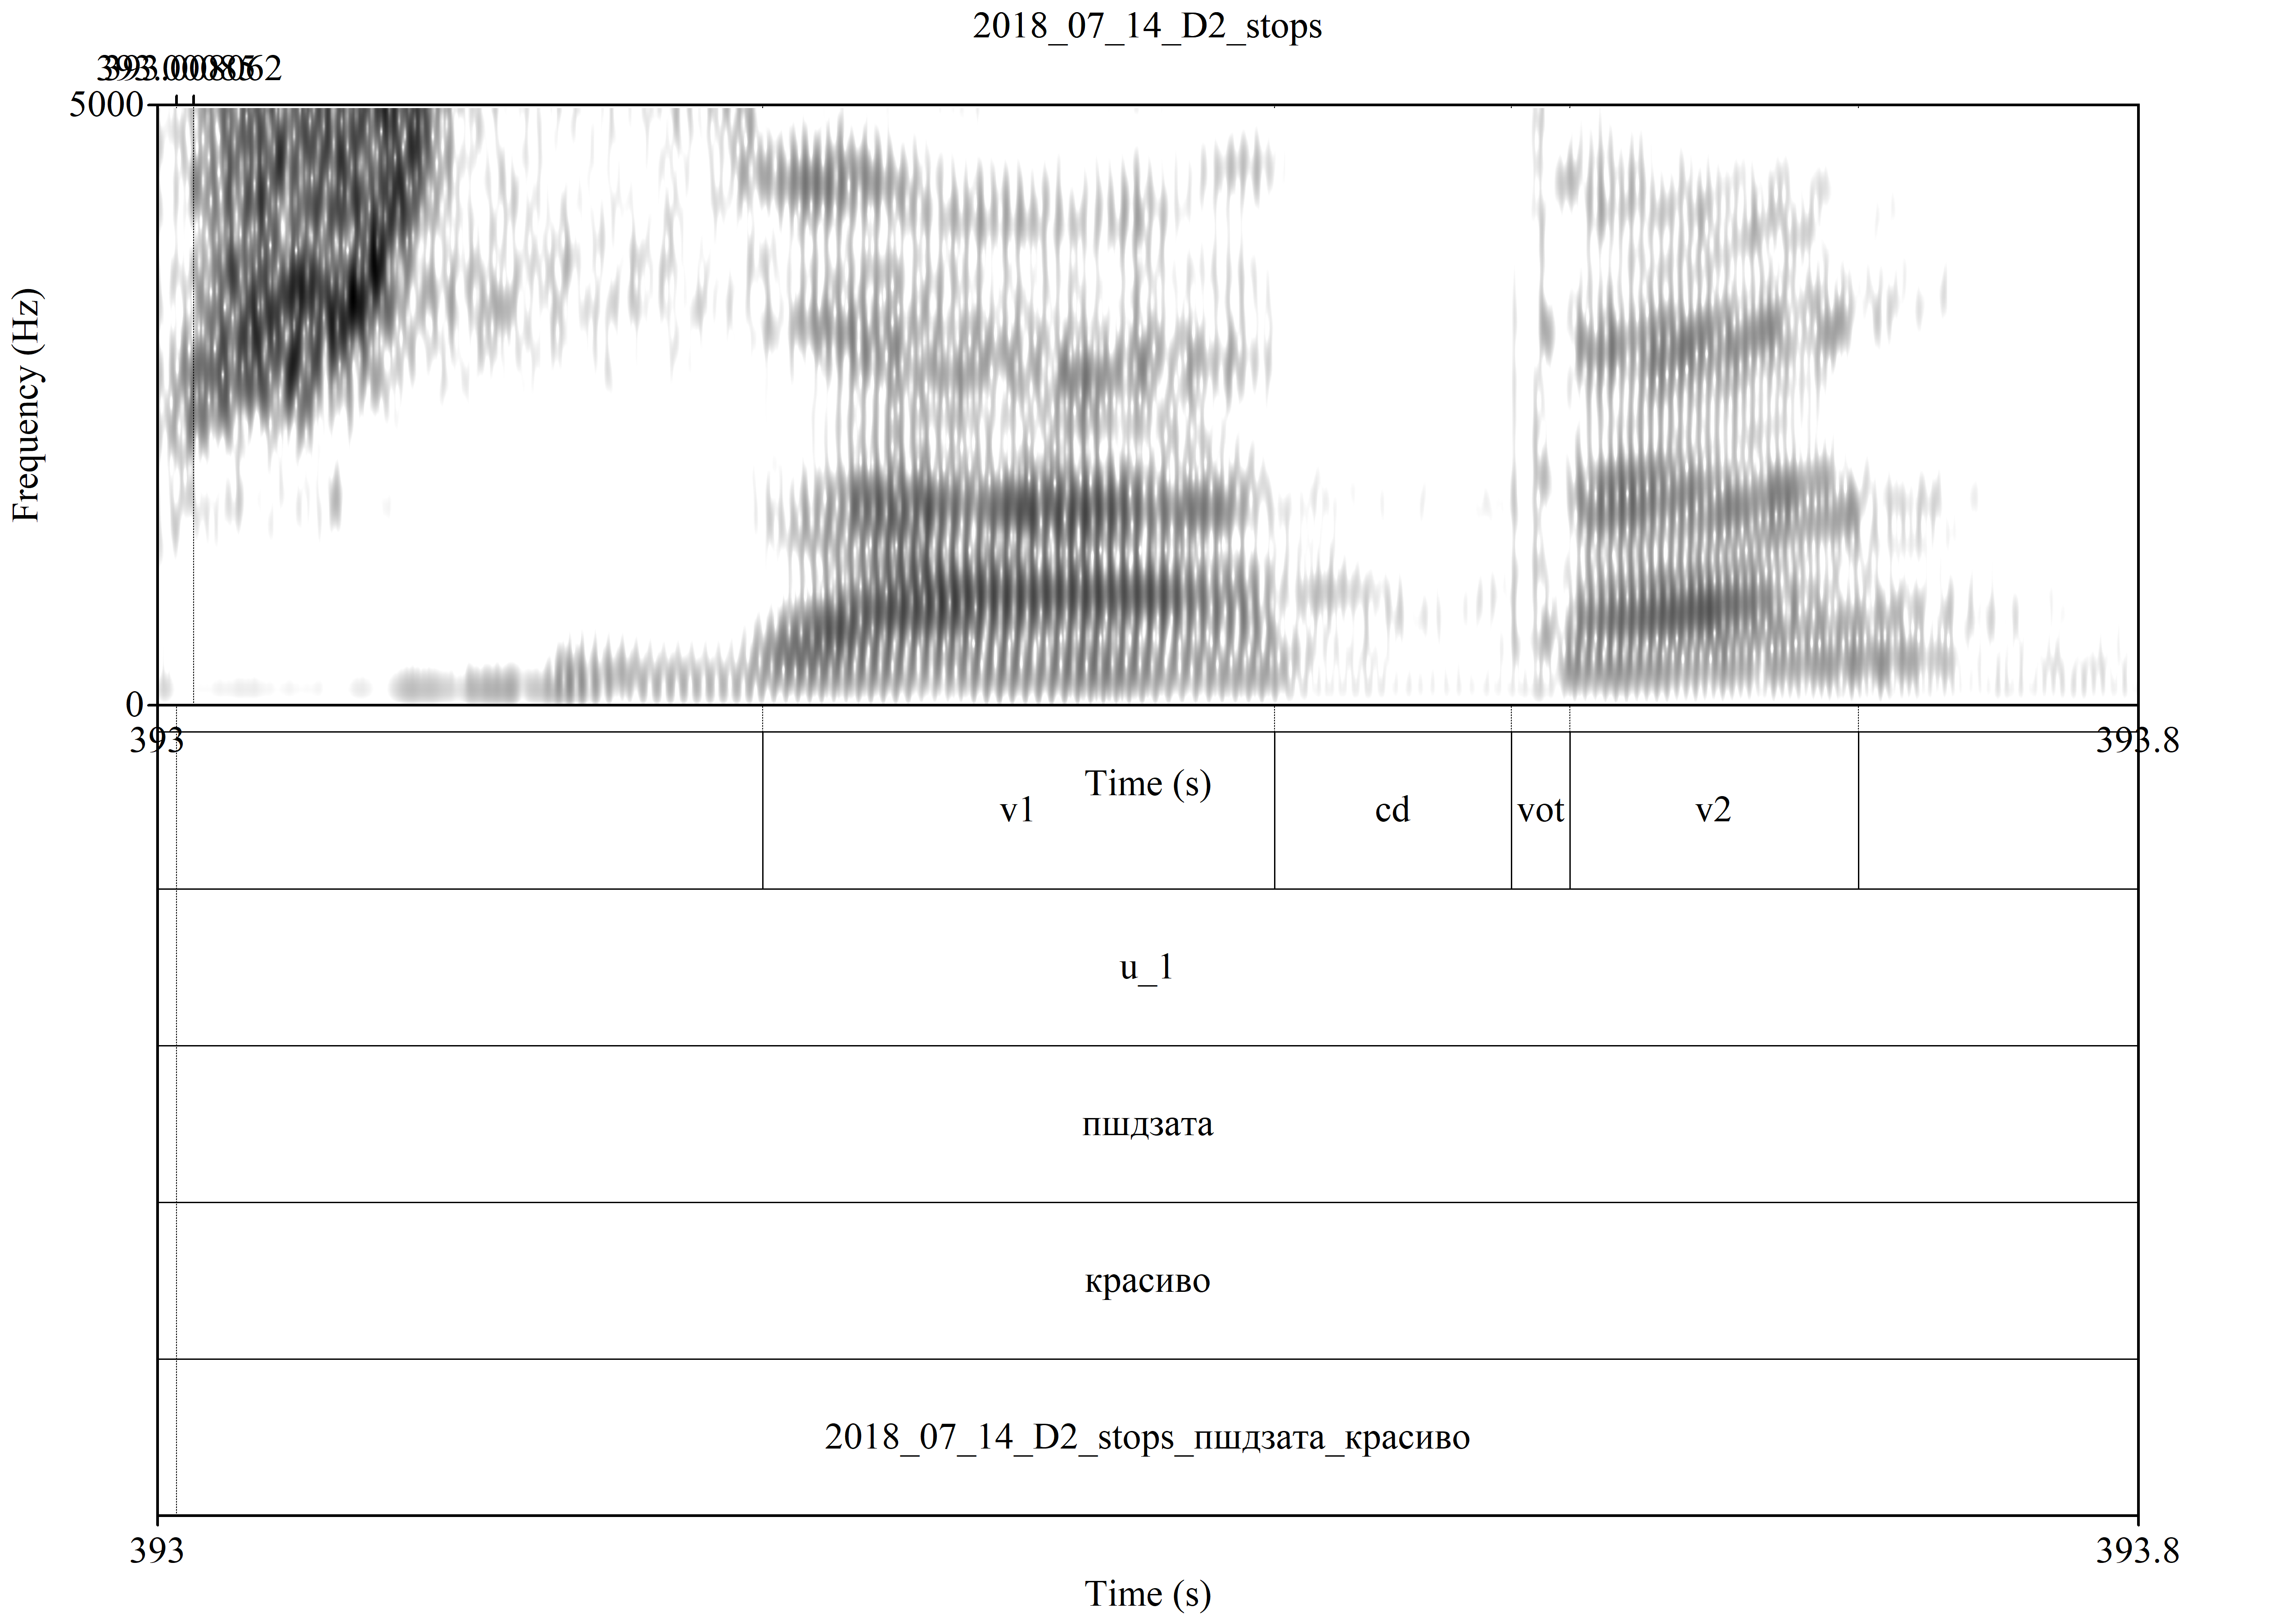 2018_07_14_D2_stops
5000
Frequency (Hz)
0
393 393.8
Time (s)
v1 cd vot v2
u_1
пшдзата
красиво
2018_07_14_D2_stops_пшдзата_красиво
393 393.8
Time (s)